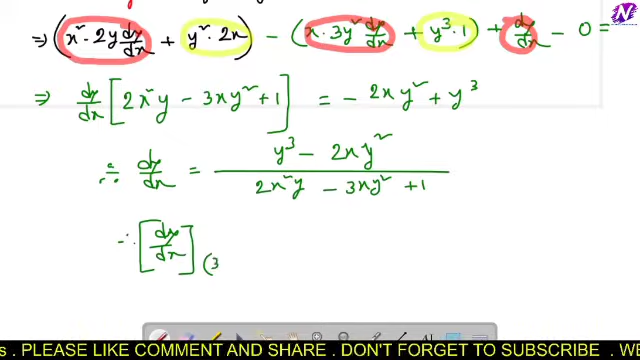 ⇒ (x²·2y dy/dx + y²·2x) − (x·3y² dy/dx + y³·1) + dy/dx − 0 =
⇒ dy/dx [2x²y − 3xy² + 1] = − 2xy² + y³
∴ dy/dx = (y³ − 2xy²)/(2x²y − 3xy² + 1)
∴ [dy/dx](3
s. PLEASE LIKE COMMENT AND SHARE . DON'T FORGET TO SUBSCRIBE. WE